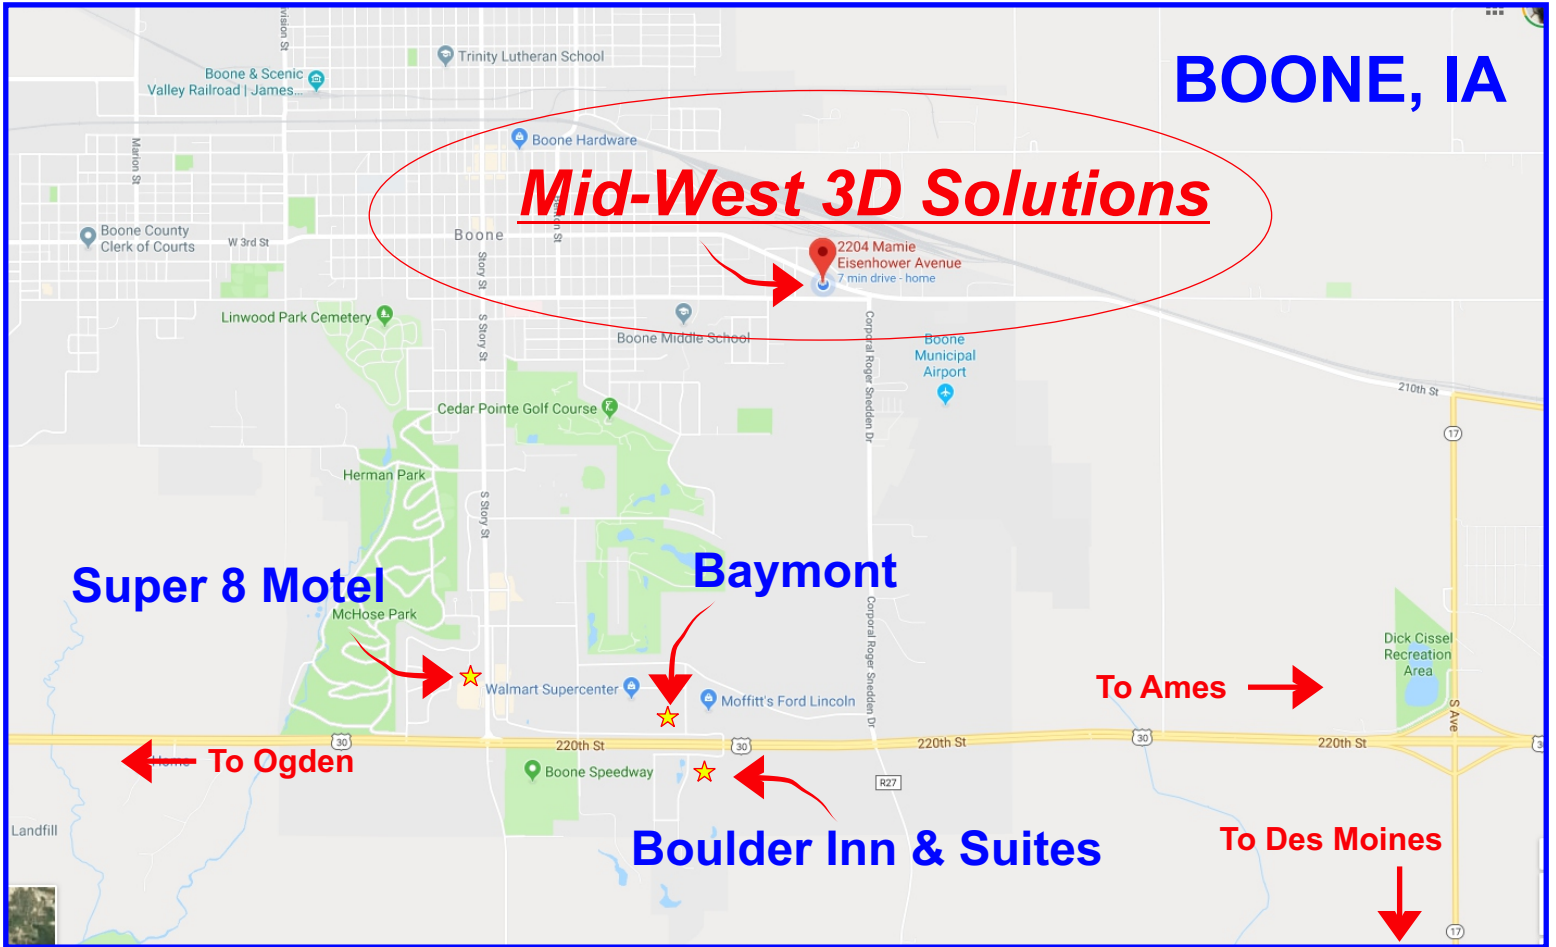 BOONE, IA
vision St
Trinity Lutheran School
Boone & Scenic
Valley Railroad | James...
Boone Hardware
Marion St
Mid-West 3D Solutions
Boone County
Clerk of Courts
W 3rd St
Boone
Story St
2204 Mamie
Eisenhower Avenue
7 min drive - home
Linwood Park Cemetery
S Story St
Boone Middle School
Corporal Roger Snedden Dr
Boone
Municipal
Airport
210th St
Cedar Pointe Golf Course
17
Herman Park
S Story St
Super 8 Motel
Baymont
McHose Park
Corporal Roger Snedden Dr
Dick Cissel
Recreation
Area
Walmart Supercenter
Moffitt's Ford Lincoln
To Ames
S Ave
30
220th St
30
220th St
30
220th St
Home
To Ogden
Boone Speedway
R27
Landfill
Boulder Inn & Suites
To Des Moines
17